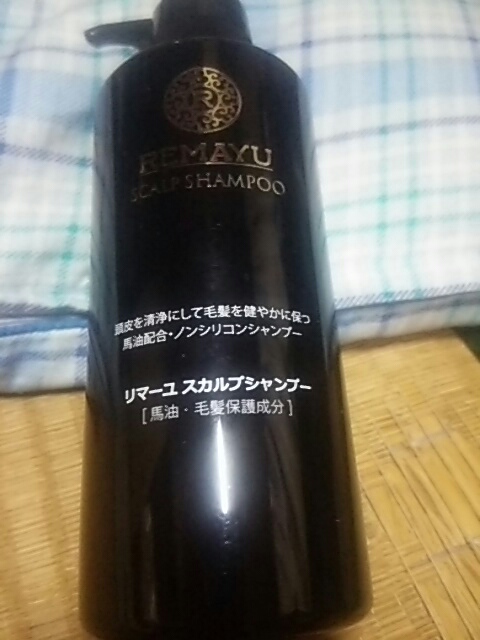 R
REMAYU
SCALP SHAMPOO
頭皮を清浄にして毛髪を健やかに保つ
馬油配合・ノンシリコンシャンプー
リマーユ スカルプシャンプー
[馬油・毛髪保護成分]